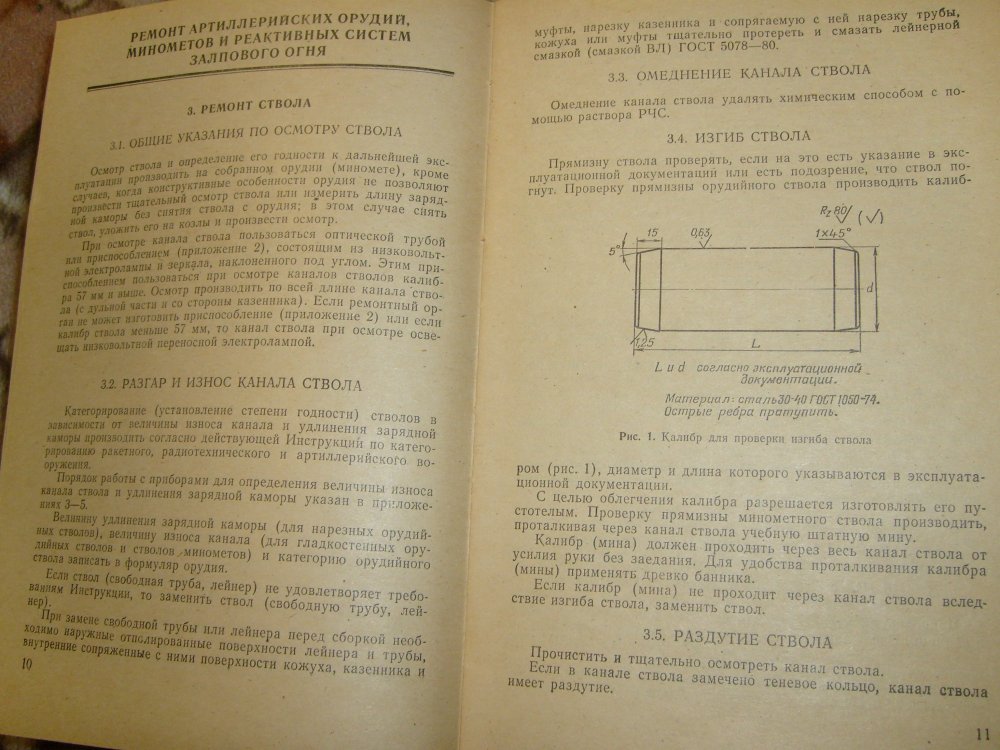 РЕМОНТ АРТИЛЛЕРИЙСКИХ ОРУДИЙ,
МИНОМЕТОВ И РЕАКТИВНЫХ СИСТЕМ
ЗАЛПОВОГО ОГНЯ
3. РЕМОНТ СТВОЛА
3.1. ОБЩИЕ УКАЗАНИЯ ПО ОСМОТРУ СТВОЛА
Осмотр ствола и определение его годности к дальнейшей экс-
плуатации производить на собранном орудии (миномете), кроме
случаев, когда конструктивные особенности орудия не позволяют
произвести тщательный осмотр ствола или измерить длину заряд-
ной каморы без снятия ствола с орудия; в этом случае снять
ствол, уложить его на козлы и произвести осмотр.
При осмотре канала ствола пользоваться оптической трубой
или приспособлением (приложение 2), состоящим из низковольт-
ной электролампы и зеркала, наклоненного под углом. Этим при-
способлением пользоваться при осмотре каналов стволов калиб-
ра 57 мм и выше. Осмотр производить по всей длине канала ство-
ла (с дульной части и со стороны казенника). Если ремонтный ор-
ган не может изготовить приспособление (приложение 2) или если
калибр ствола меньше 57 мм, то канал ствола при осмотре осве-
щать низковольтной переносной электролампой.
3.2. РАЗГАР И ИЗНОС КАНАЛА СТВОЛА
Категорирование (установление степени годности) стволов в
зависимости от величины износа канала и удлинения зарядной
каморы производить согласно действующей Инструкции по катего-
рированию ракетного, радиотехнического и артиллерийского во-
оружения.
Порядок работы с приборами для определения величины износа
канала ствола и удлинения зарядной каморы указан в приложе-
ниях 3—5.
Величину удлинения зарядной каморы (для нарезных орудий-
ных стволов), величину износа канала (для гладкостенных ору-
дийных стволов и стволов минометов) и категорию орудийного
ствола записать в формуляр орудия.
Если ствол (свободная труба, лейнер) не удовлетворяет требо-
ваниям Инструкции, то заменить ствол (свободную трубу, лей-
нер).
При замене свободной трубы или лейнера перед сборкой необ-
ходимо наружные отполированные поверхности лейнера и трубы,
внутренние сопряженные с ними поверхности кожуха, казенника и
10
муфты, нарезку казенника и сопрягаемую с ней нарезку трубы,
кожуха или муфты тщательно протереть и смазать лейнерной
смазкой (смазкой ВЛ) ГОСТ 5078—80.
3.3. ОМЕДНЕНИЕ КАНАЛА СТВОЛА
Омеднение канала ствола удалять химическим способом с по-
мощью раствора РЧС.
3.4. ИЗГИБ СТВОЛА
Прямизну ствола проверять, если на это есть указание в экс-
плуатационной документации или есть подозрение, что ствол по-
гнут. Проверку прямизны орудийного ствола производить калиб-
Rz 80 (√)
5° 15 0,63 1×45°
d
1,25 L
L и d согласно эксплуатационной
документации.
Материал: сталь 30-40 ГОСТ 1050-74.
Острые ребра притупить.
Рис. 1. Калибр для проверки изгиба ствола
ром (рис. 1), диаметр и длина которого указываются в эксплуата-
ционной документации.
С целью облегчения калибра разрешается изготовлять его пу-
стотелым. Проверку прямизны минометного ствола производить,
проталкивая через канал ствола учебную штатную мину.
Калибр (мина) должен проходить через весь канал ствола от
усилия руки без заедания. Для удобства проталкивания калибра
(мины) применять древко банника.
Если калибр (мина) не проходит через канал ствола вслед-
ствие изгиба ствола, заменить ствол.
3.5. РАЗДУТИЕ СТВОЛА
Прочистить и тщательно осмотреть канал ствола.
Если в канале ствола замечено теневое кольцо, канал ствола
имеет раздутие.
11